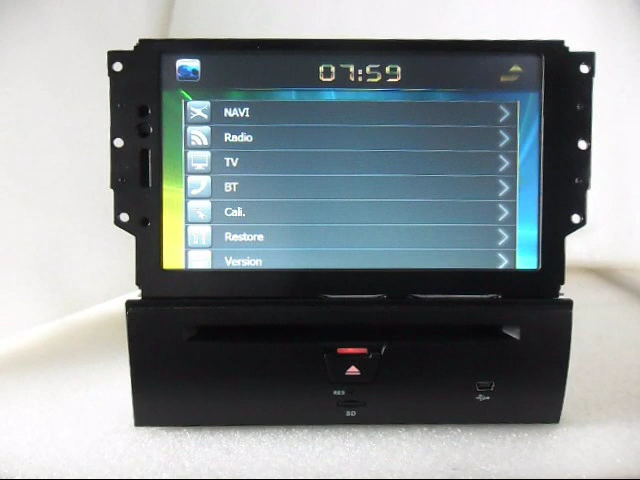 07:59
NAVI
Radio
TV
BT
Cali.
Restore
Version
RES
SD